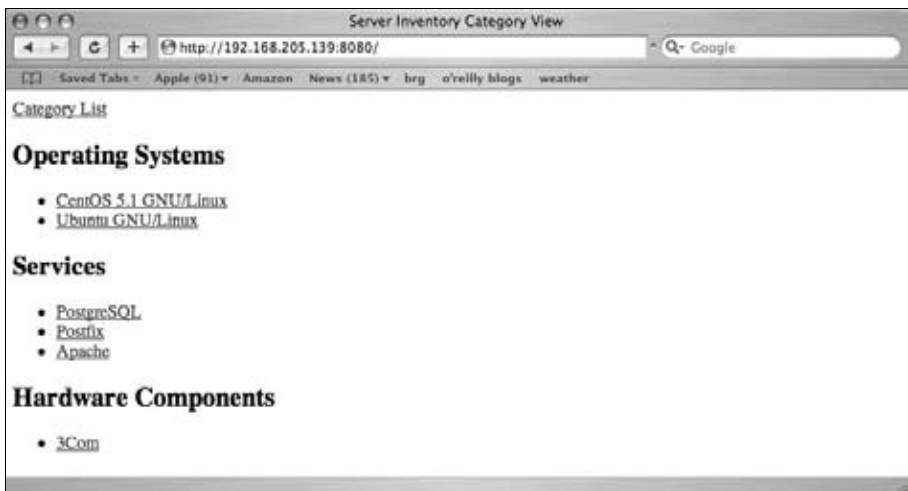 Server Inventory Category View
http://192.168.205.139:8080/
Google
Saved Tabs Apple (91) Amazon News (185) brg o'reilly blogs weather
Category List
Operating Systems
CentOS 5.1 GNU/Linux
Ubuntu GNU/Linux
Services
PostgreSQL
Postfix
Apache
Hardware Components
3Com